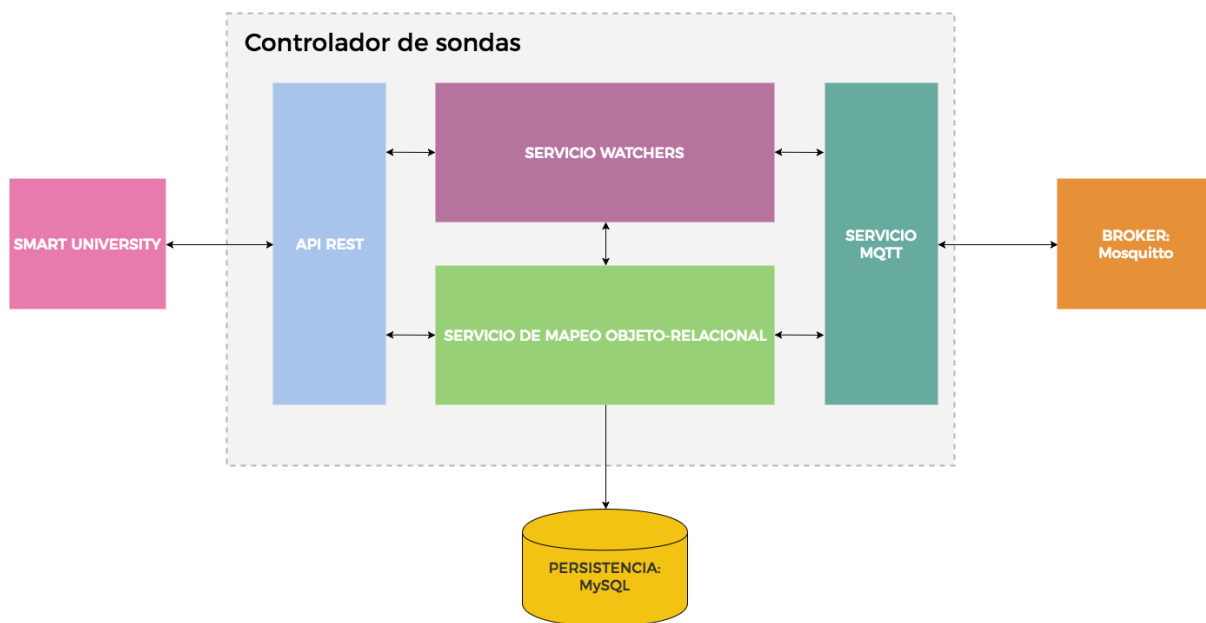 Controlador de sondas
SERVICIO WATCHERS
SMART UNIVERSITY
API REST
SERVICIO
MQTT
BROKER:
Mosquitto
SERVICIO DE MAPEO OBJETO-RELACIONAL
PERSISTENCIA:
MySQL